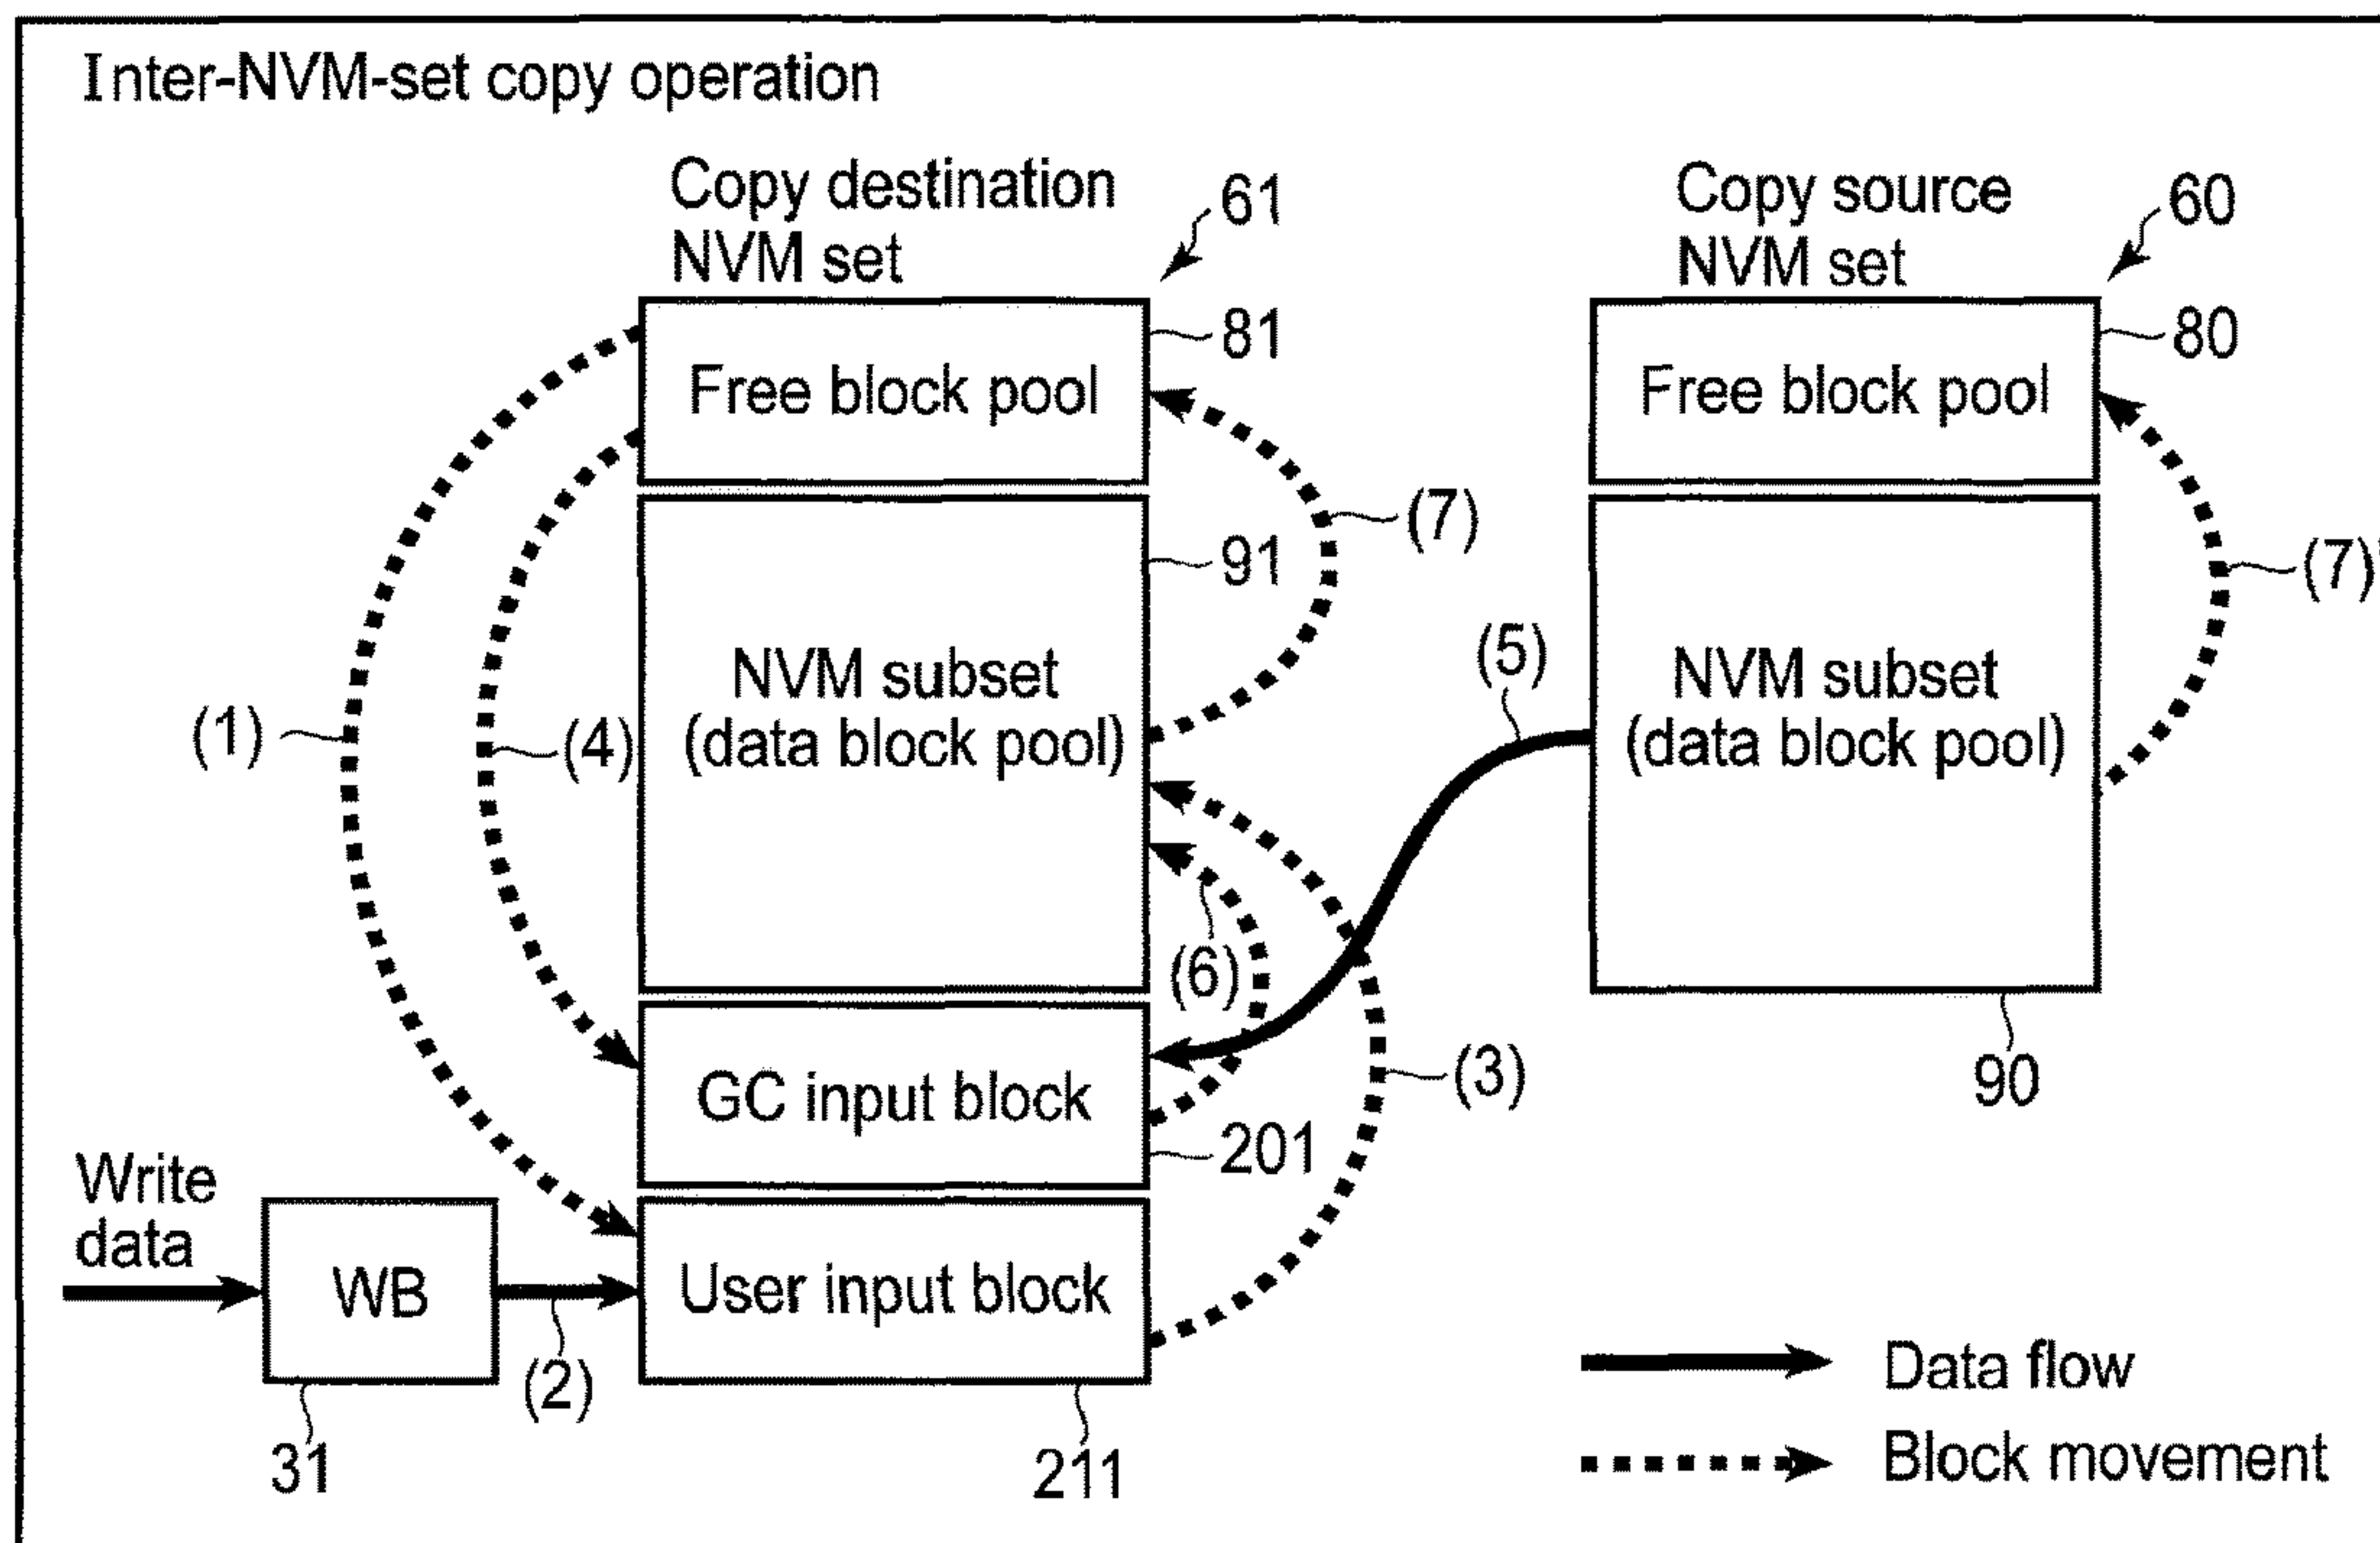 Inter-NVM-set copy operation
Copy destination
NVM set
61
Copy source
NVM set
60
81
Free block pool
80
Free block pool
(7)
91
(7)'
NVM subset
(data block pool)
(5)
NVM subset
(data block pool)
(1)
(4)
(6)
90
(3)
GC input block
201
Write
data
WB
(2)
User input block
31
211
Data flow
Block movement